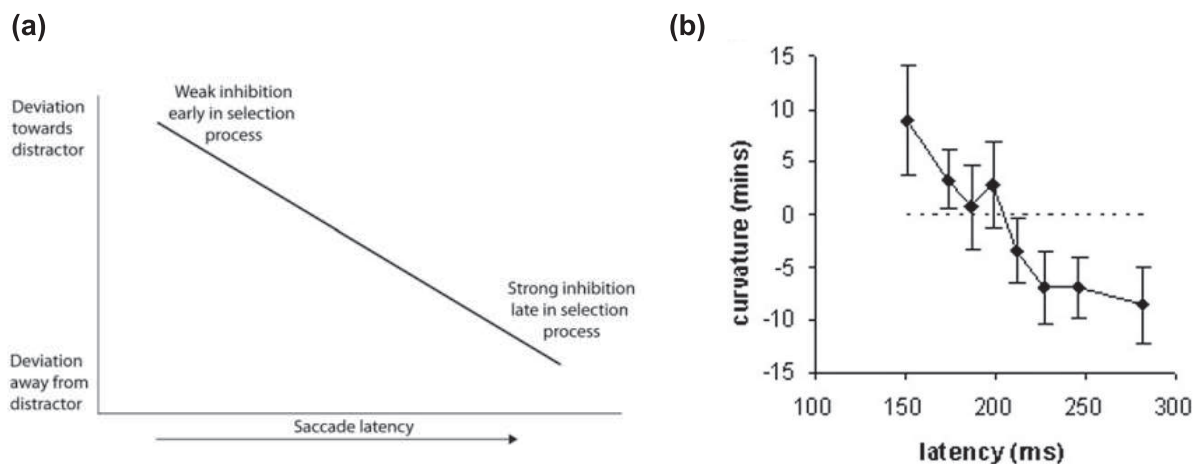 (a)
Deviation
towards
distractor
Weak inhibition
early in selection
process
Strong inhibition
late in selection
process
Deviation
away from
distractor
Saccade latency
(b)
curvature (mins)
15
10
5
0
-5
-10
-15
100 150 200 250 300
latency (ms)